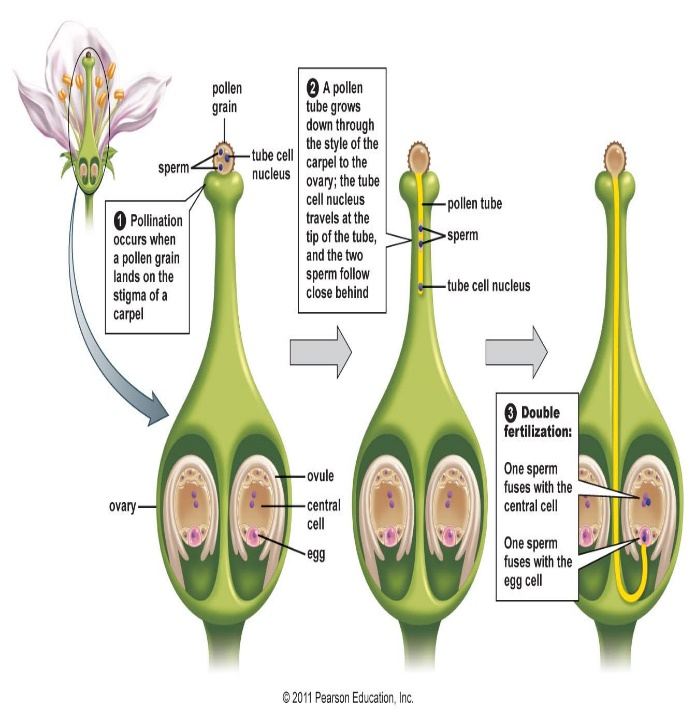 pollen
grain
sperm
tube cell
nucleus
1 Pollination
occurs when
a pollen grain
lands on the
stigma of a
carpel
ovary
ovule
central
cell
egg
2 A pollen
tube grows
down through
the style of the
carpel to the
ovary; the tube
cell nucleus
travels at the
tip of the tube,
and the two
sperm follow
close behind
pollen tube
sperm
tube cell nucleus
3 Double
fertilization:
One sperm
fuses with the
central cell
One sperm
fuses with the
egg cell
© 2011 Pearson Education, Inc.